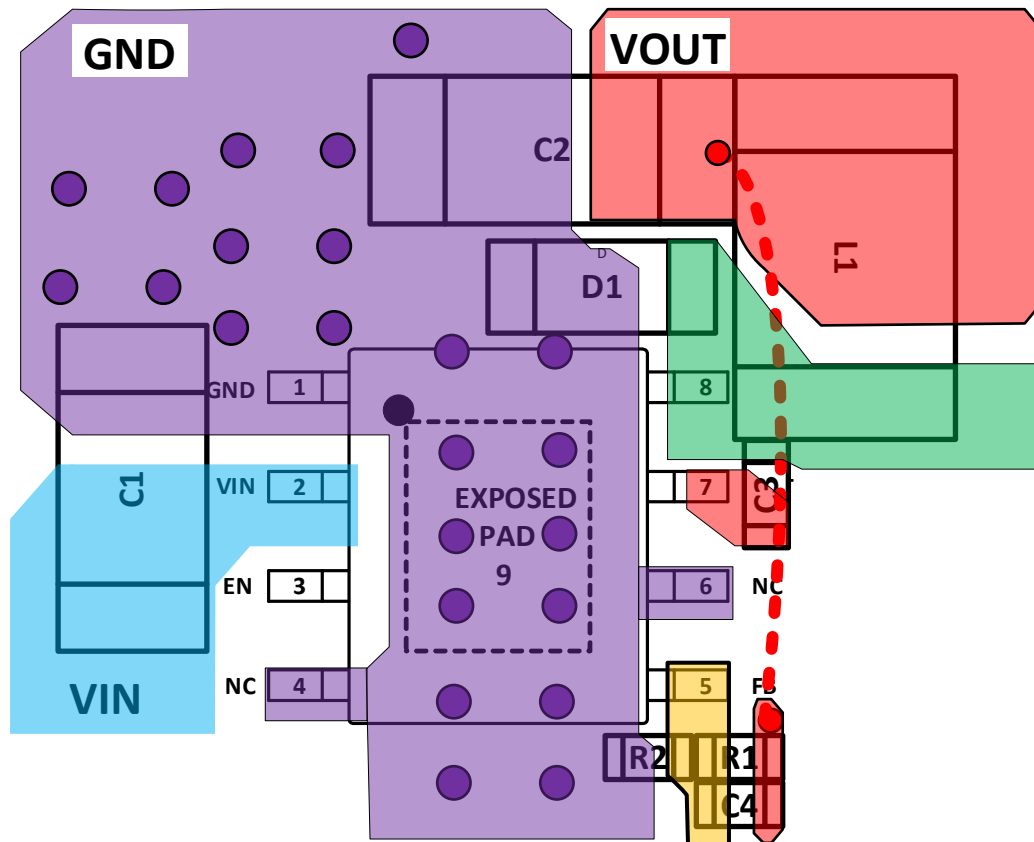 GND
VOUT
C2
L1
D
D1
GND
1
8
C1
VIN
2
EXPOSED
PAD
9
7
C3
EN
3
6
NC
NC
4
5
FB
VIN
R2
R1
C4